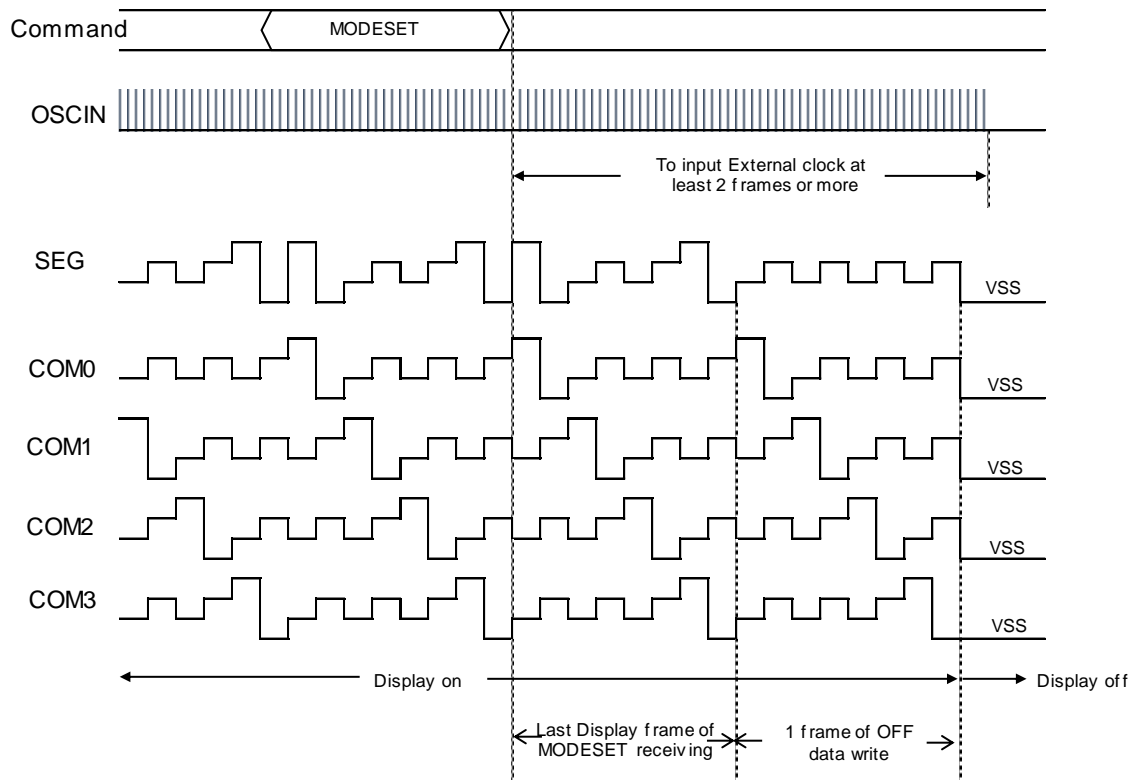 Command
MODESET
OSCIN
To input External clock at
least 2 frames or more
SEG
VSS
COM0
VSS
COM1
VSS
COM2
VSS
COM3
VSS
Display on
Display off
Last Display frame of
MODESET receiving
1 frame of OFF
data write